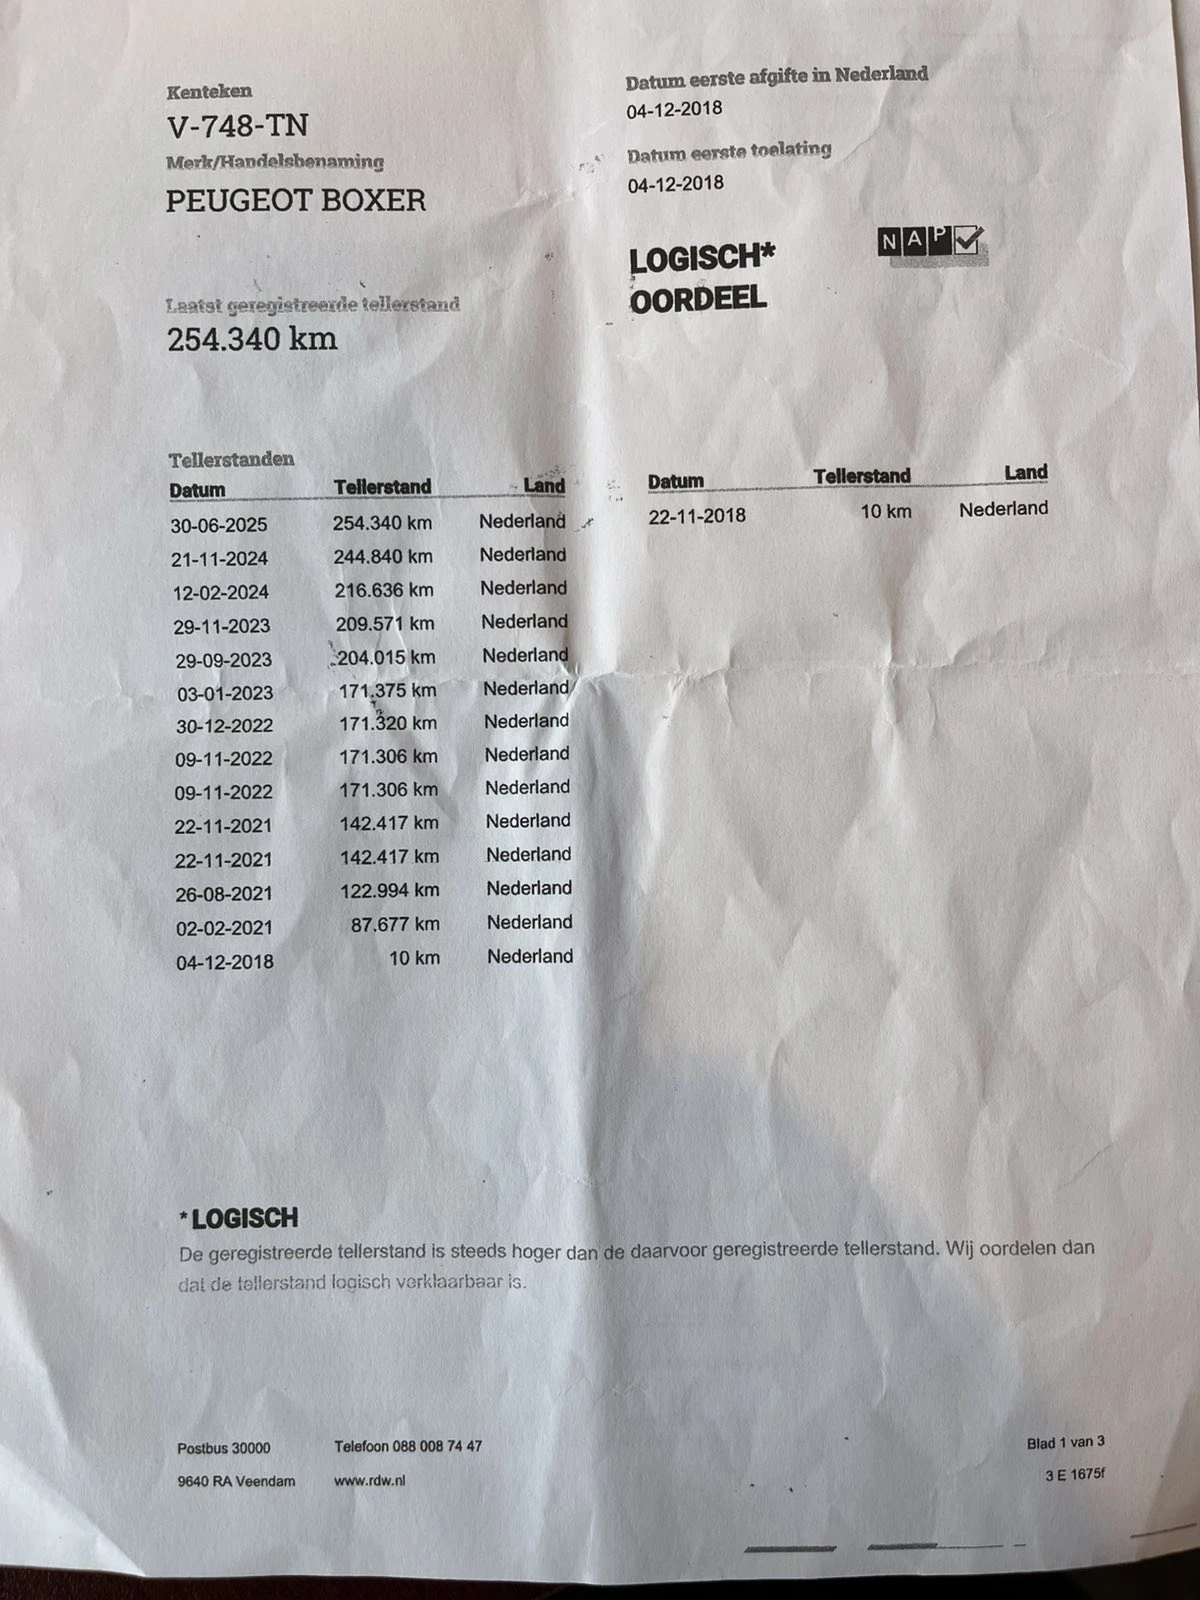 Kenteken
V-748-TN
Merk/Handelsbenaming
PEUGEOT BOXER
Laatst geregistreerde tellerstand
254.340 km
Datum eerste afgifte in Nederland
04-12-2018
Datum eerste toelating
04-12-2018
LOGISCH*
OORDEEL
NAP
Tellerstanden
Datum Tellerstand Land
30-06-2025 254.340 km Nederland
21-11-2024 244.840 km Nederland
12-02-2024 216.636 km Nederland
29-11-2023 209.571 km Nederland
29-09-2023 204.015 km Nederland
03-01-2023 171.375 km Nederland
30-12-2022 171.320 km Nederland
09-11-2022 171.306 km Nederland
09-11-2022 171.306 km Nederland
22-11-2021 142.417 km Nederland
22-11-2021 142.417 km Nederland
26-08-2021 122.994 km Nederland
02-02-2021 87.677 km Nederland
04-12-2018 10 km Nederland
Datum Tellerstand Land
22-11-2018 10 km Nederland
*LOGISCH
De geregistreerde tellerstand is steeds hoger dan de daarvoor geregistreerde tellerstand. Wij oordelen dan
dat de tellerstand logisch verklaarbaar is.
Postbus 30000 Telefoon 088 008 74 47
9640 RA Veendam www.rdw.nl
Blad 1 van 3
3 E 1675f